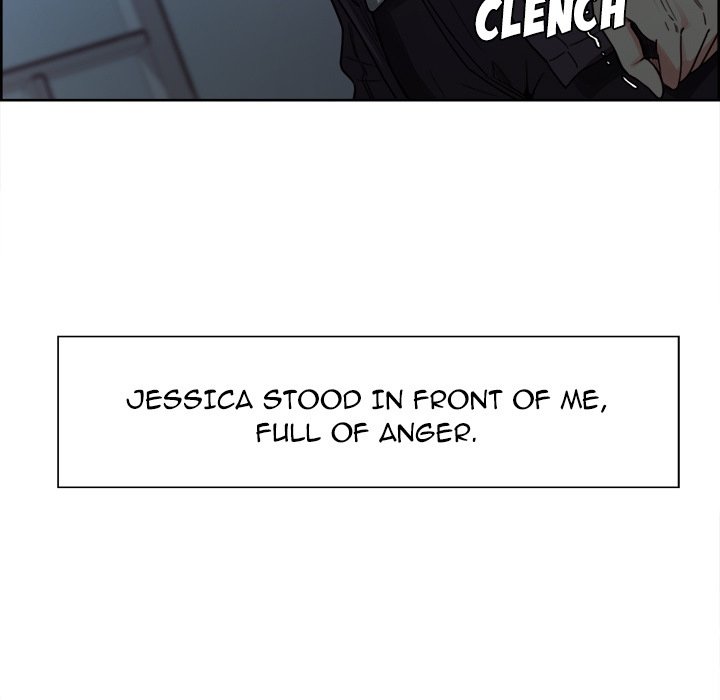 CLENCH
JESSICA STOOD IN FRONT OF ME,
FULL OF ANGER.